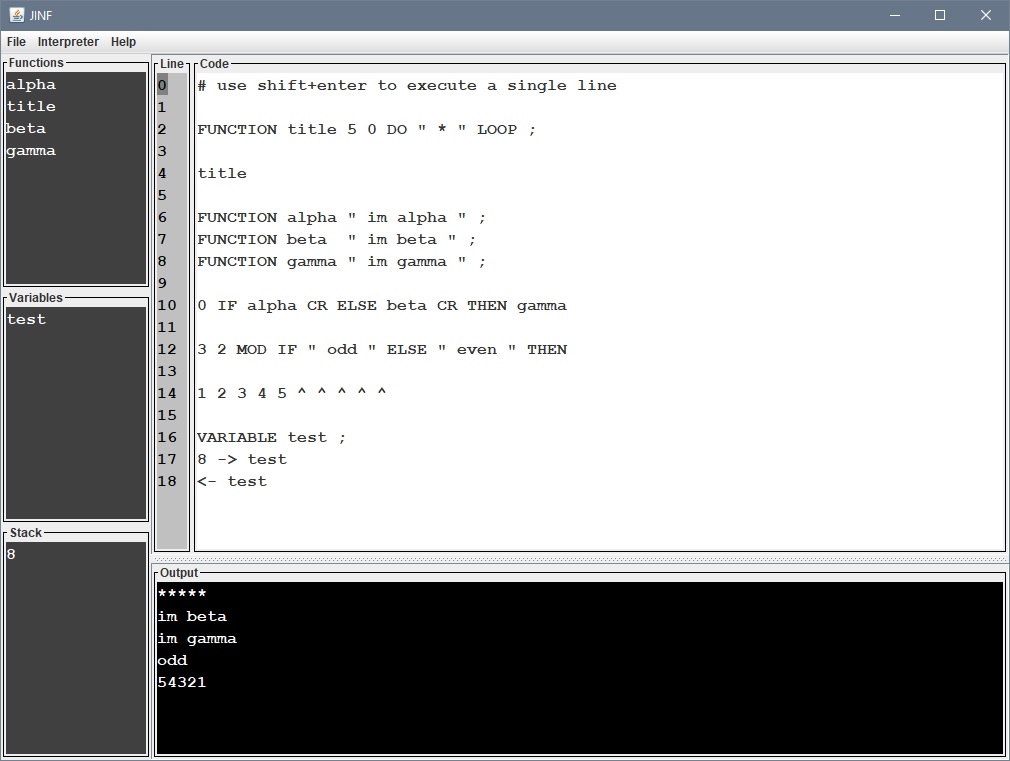 JINF
File Interpreter Help
Functions
alpha
title
beta
gamma
Variables
test
Stack
8
Line
0
1
2
3
4
5
6
7
8
9
10
11
12
13
14
15
16
17
18
Code
# use shift+enter to execute a single line
FUNCTION title 5 0 DO " * " LOOP ;
title
FUNCTION alpha " im alpha " ;
FUNCTION beta  " im beta " ;
FUNCTION gamma " im gamma " ;
0 IF alpha CR ELSE beta CR THEN gamma
3 2 MOD IF " odd " ELSE " even " THEN
1 2 3 4 5 ^ ^ ^ ^ ^
VARIABLE test ;
8 -> test
<- test
Output
*****
im beta
im gamma
odd
54321